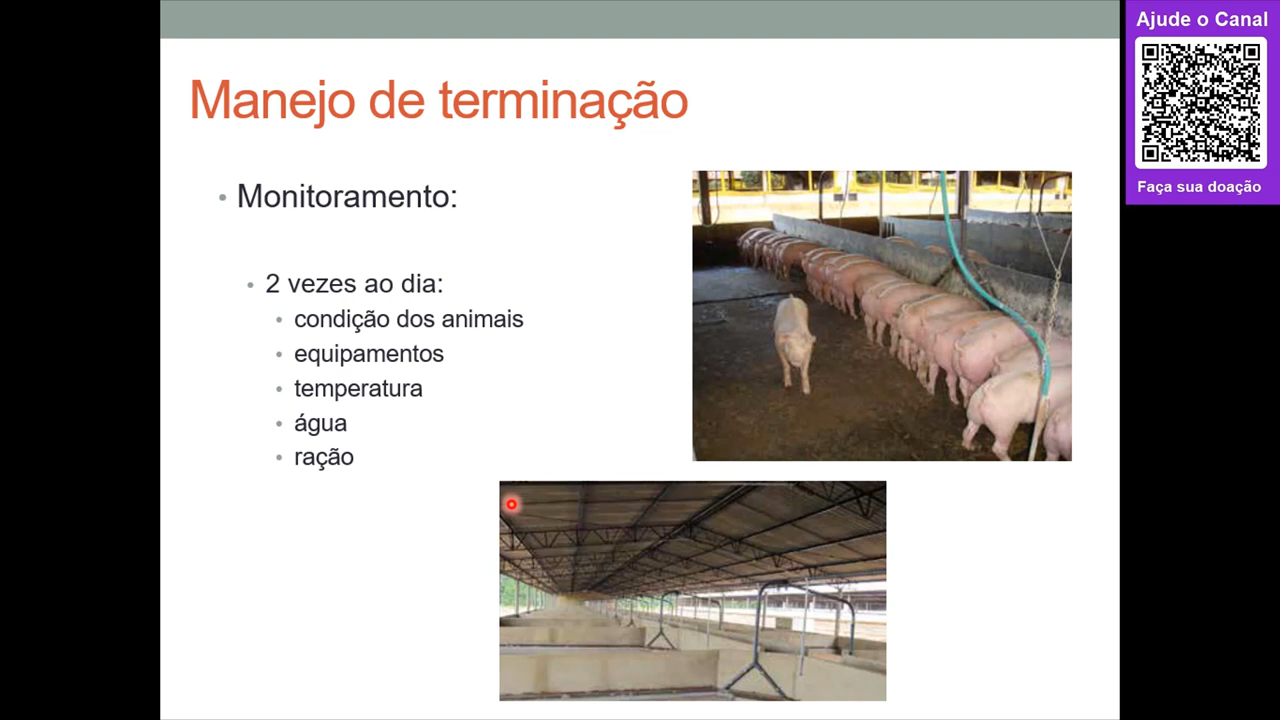 Manejo de terminação
• Monitoramento:
• 2 vezes ao dia:
• condição dos animais
• equipamentos
• temperatura
• água
• ração
Ajude o Canal
Faça sua doação